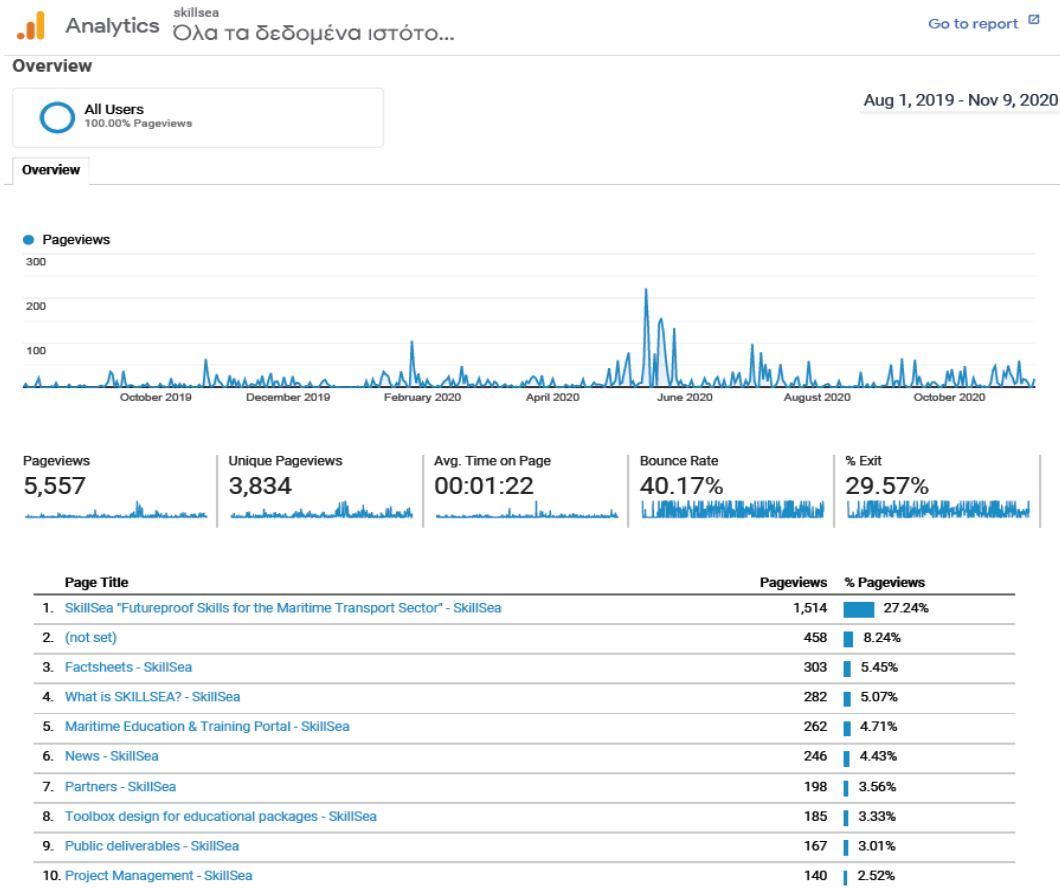 skillsea
Analytics Όλα τα δεδομένα ιστότο...
Go to report
Overview
All Users
100.00% Pageviews
Aug 1, 2019 - Nov 9, 2020
Overview
Pageviews
300
200
100
October 2019 December 2019 February 2020 April 2020 June 2020 August 2020 October 2020
Pageviews Unique Pageviews Avg. Time on Page Bounce Rate % Exit
5,557 3,834 00:01:22 40.17% 29.57%
Page Title Pageviews % Pageviews
1. SkillSea "Futureproof Skills for the Maritime Transport Sector" - SkillSea 1,514 27.24%
2. (not set) 458 8.24%
3. Factsheets - SkillSea 303 5.45%
4. What is SKILLSEA? - SkillSea 282 5.07%
5. Maritime Education & Training Portal - SkillSea 262 4.71%
6. News - SkillSea 246 4.43%
7. Partners - SkillSea 198 3.56%
8. Toolbox design for educational packages - SkillSea 185 3.33%
9. Public deliverables - SkillSea 167 3.01%
10. Project Management - SkillSea 140 2.52%